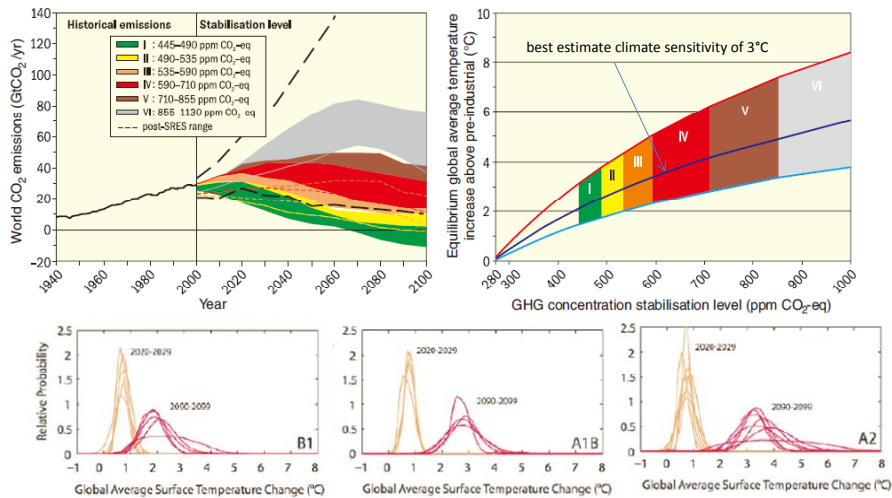 Historical emissions
Stabilisation level
World CO2 emissions (GtCO2/yr)
140
120
100
80
60
40
20
0
−20
I : 445–490 ppm CO2-eq
II : 490–535 ppm CO2-eq
III : 535–590 ppm CO2-eq
IV : 590–710 ppm CO2-eq
V : 710–855 ppm CO2-eq
VI : 855 1130 ppm CO2 eq
post-SRES range
1940 1960 1980 2000 2020 2040 2060 2080 2100
Year
Equilibrium global average temperature
increase above pre-industrial (°C)
10
8
6
4
2
0
best estimate climate sensitivity of 3°C
I
II
III
IV
V
VI
280 300 400 500 600 700 800 900 1000
GHG concentration stabilisation level (ppm CO2-eq)
Relative Probability
2.5
2
1.5
1
0.5
0
2020-2029
2090-2099
B1
−1 0 1 2 3 4 5 6 7 8
Global Average Surface Temperature Change (°C)
2.5
2
1.5
1
0.5
0
2020-2029
2090-2099
A1B
−1 0 1 2 3 4 5 6 7 8
Global Average Surface Temperature Change (°C)
2.5
2
1.5
1
0.5
0
2020-2029
2090-2099
A2
−1 0 1 2 3 4 5 6 7 8
Global Average Surface Temperature Change (°C)